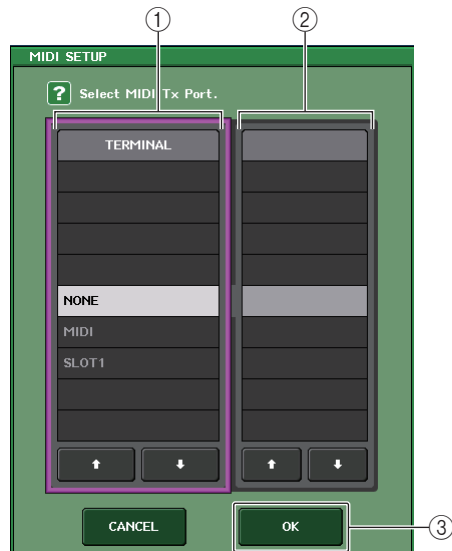 ① ②
MIDI SETUP
? Select MIDI Tx Port.
TERMINAL
NONE
MIDI
SLOT1
CANCEL OK ③